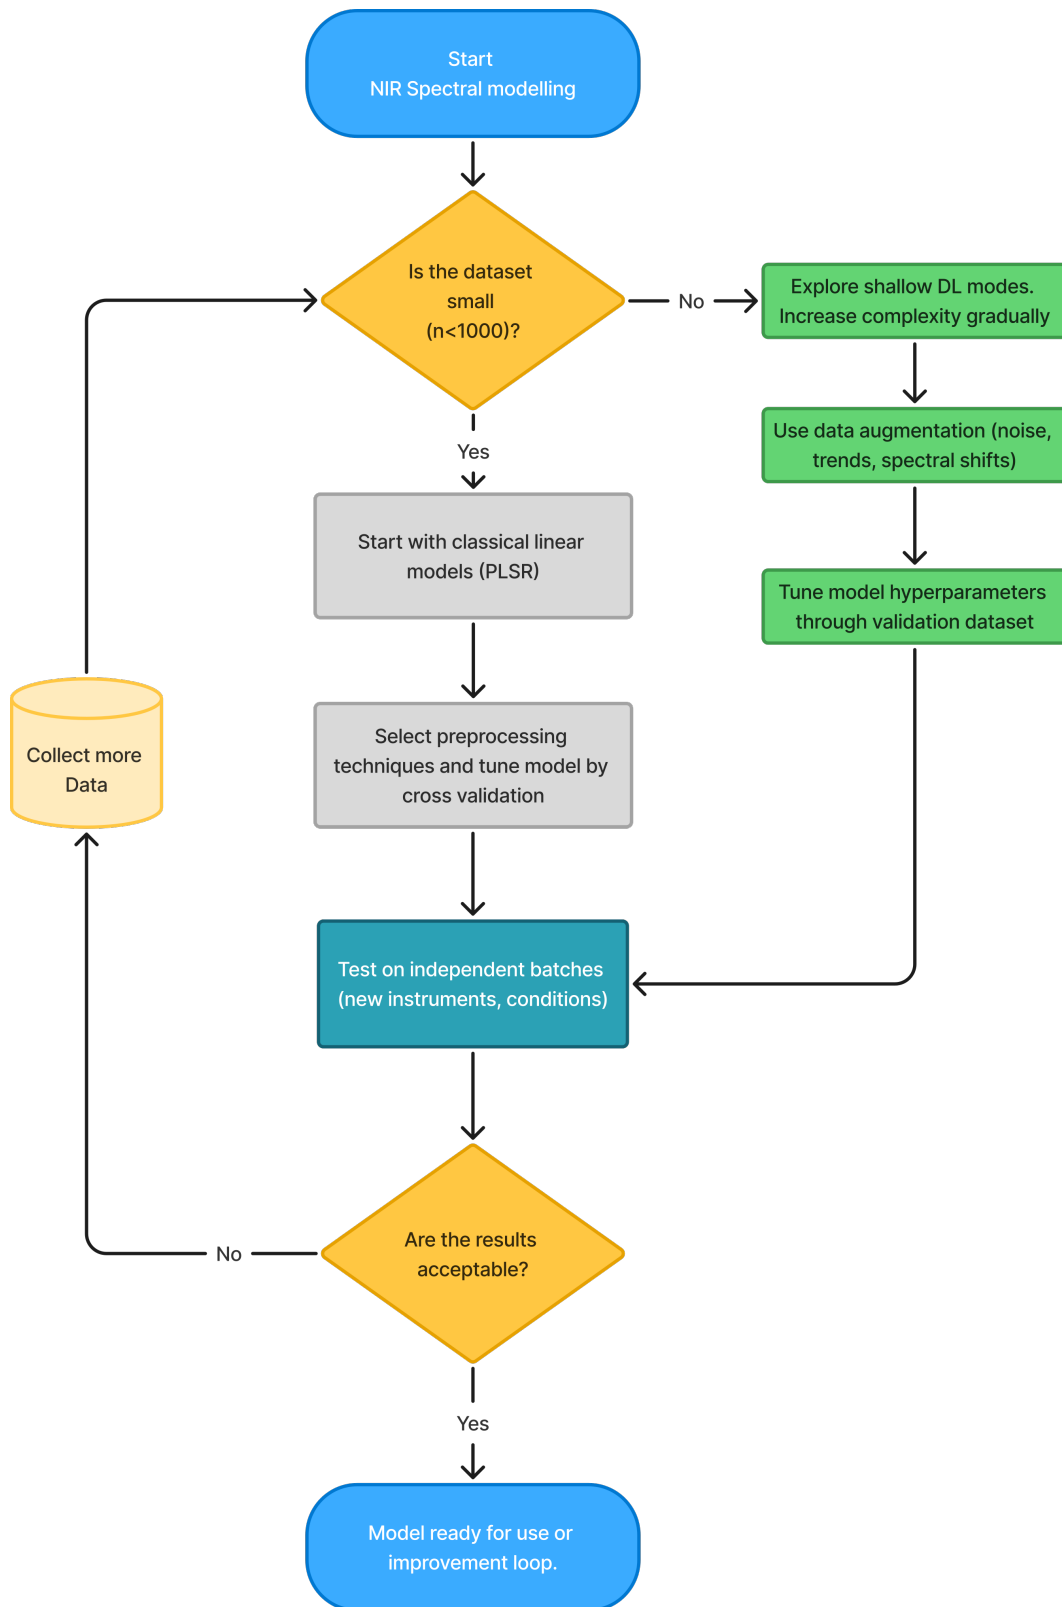 Start
NIR Spectral modelling
Is the dataset
small
(n<1000)?
No
Explore shallow DL modes.
Increase complexity gradually
Use data augmentation (noise,
trends, spectral shifts)
Tune model hyperparameters
through validation dataset
Yes
Start with classical linear
models (PLSR)
Select preprocessing
techniques and tune model by
cross validation
Collect more
Data
Test on independent batches
(new instruments, conditions)
Are the results
acceptable?
No
Yes
Model ready for use or
improvement loop.